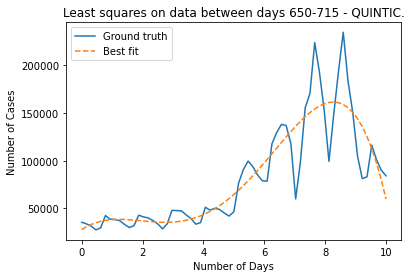 Least squares on data between days 650-715 - QUINTIC.
Ground truth
Best fit
Number of Cases
200000
150000
100000
50000
0 2 4 6 8 10
Number of Days